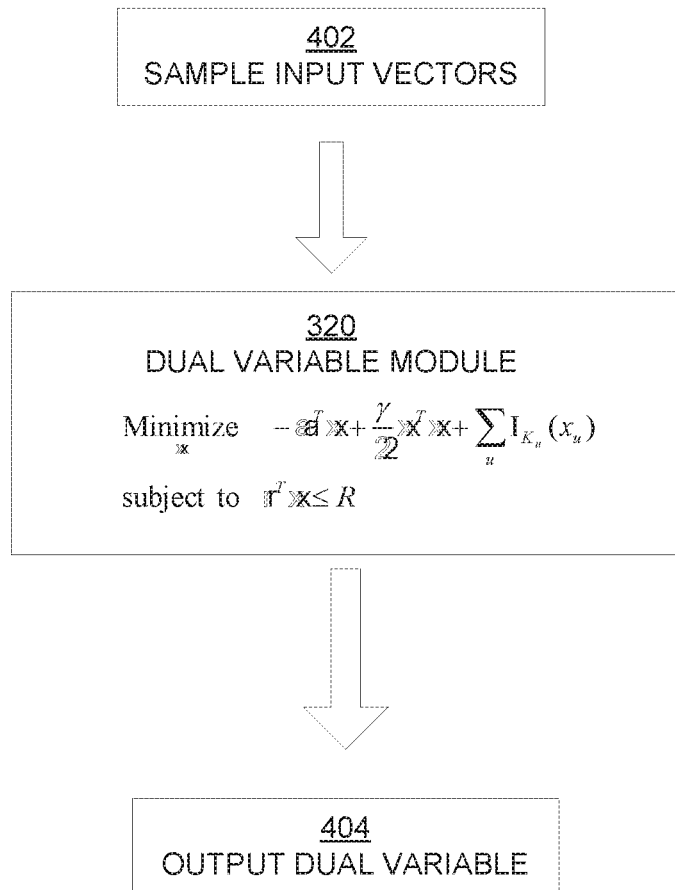 402
SAMPLE INPUT VECTORS
320
DUAL VARIABLE MODULE
Minimize − aᵀx + γ/2 xᵀx + ∑ I_{K_u}(x_u)
x u
subject to rᵀx ≤ R
404
OUTPUT DUAL VARIABLE